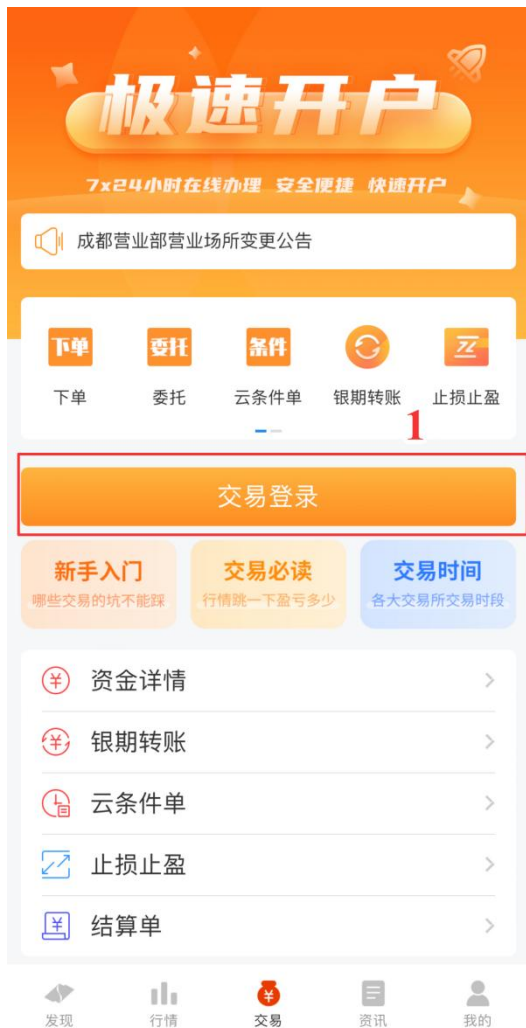 极速开户
7x24小时在线办理 安全便捷 快速开户
成都营业部营业场所变更公告
下单 委托 条件
下单 委托 云条件单 银期转账 止损止盈
1
交易登录
新手入门 交易必读 交易时间
哪些交易的坑不能踩 行情跳一下盈亏多少 各大交易所交易时段
¥ 资金详情
¥ 银期转账
云条件单
止损止盈
¥ 结算单
¥
发现 行情 交易 资讯 我的